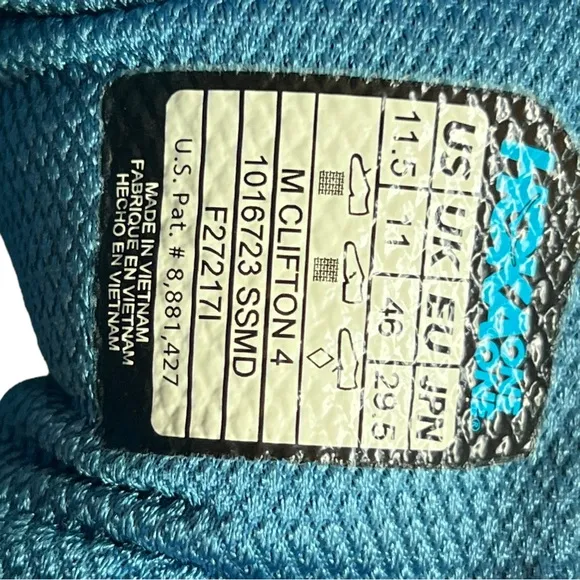 HOKA ONE ONE®
US UK EU JPN
11.5 11 46 29.5
M CLIFTON 4
1016723 SSMD
F27217I
U.S. Pat. # 8,881,427
MADE IN VIETNAM
FABRIQUE EN VIETNAM
HECHO EN VIETNAM